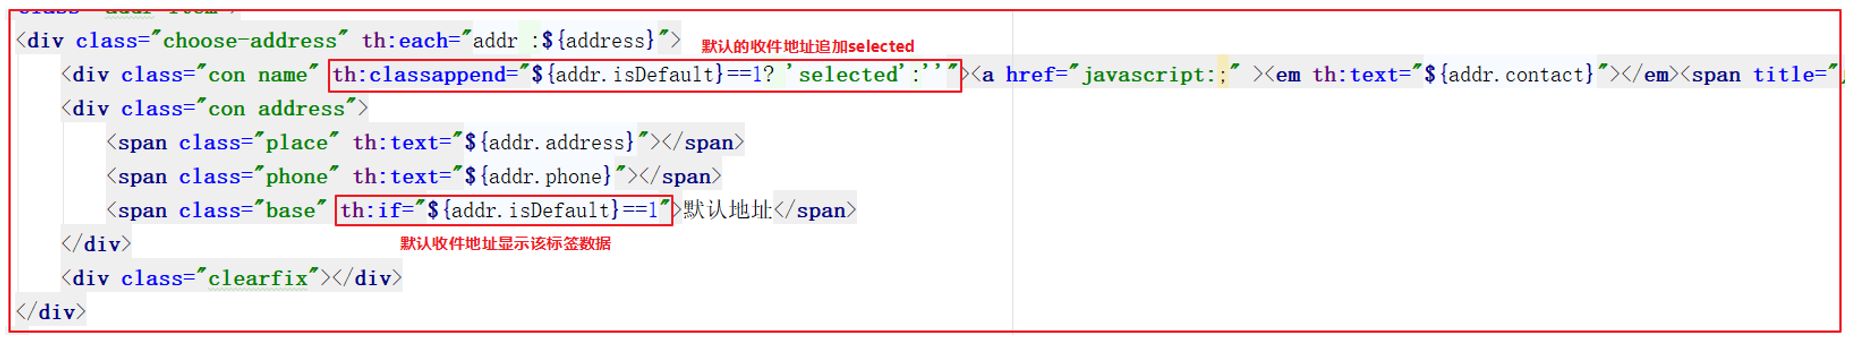 class="addr-item">
<div class="choose-address" th:each="addr :${address}">
默认的收件地址追加selected
<div class="con name" th:classappend="${addr.isDefault}==1? 'selected':''"><a href="javascript:;" ><em th:text="${addr.contact}"></em><span title="
<div class="con address">
<span class="place" th:text="${addr.address}"></span>
<span class="phone" th:text="${addr.phone}"></span>
<span class="base" th:if="${addr.isDefault}==1">默认地址</span>
默认收件地址显示该标签数据
</div>
<div class="clearfix"></div>
</div>